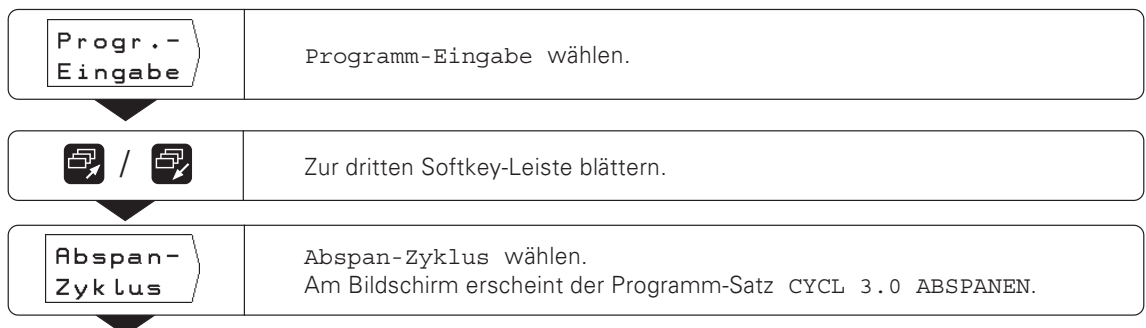 Progr.-
Eingabe
Programm-Eingabe wählen.
/
Zur dritten Softkey-Leiste blättern.
Abspan-
Zyklus
Abspan-Zyklus wählen.
Am Bildschirm erscheint der Programm-Satz CYCL 3.0 ABSPANEN.